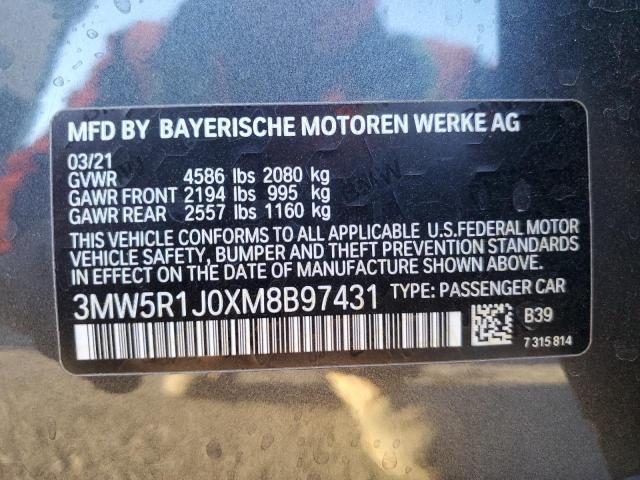 MFD BY BAYERISCHE MOTOREN WERKE AG
03/21
GVWR 4586 lbs 2080 kg
GAWR FRONT 2194 lbs 995 kg
GAWR REAR 2557 lbs 1160 kg
THIS VEHICLE CONFORMS TO ALL APPLICABLE U.S.FEDERAL MOTOR
VEHICLE SAFETY, BUMPER AND THEFT PREVENTION STANDARDS
IN EFFECT ON THE DATE OF MANUFACTURE SHOWN ABOVE.
3MW5R1J0XM8B97431 TYPE: PASSENGER CAR
B39
7 315 814